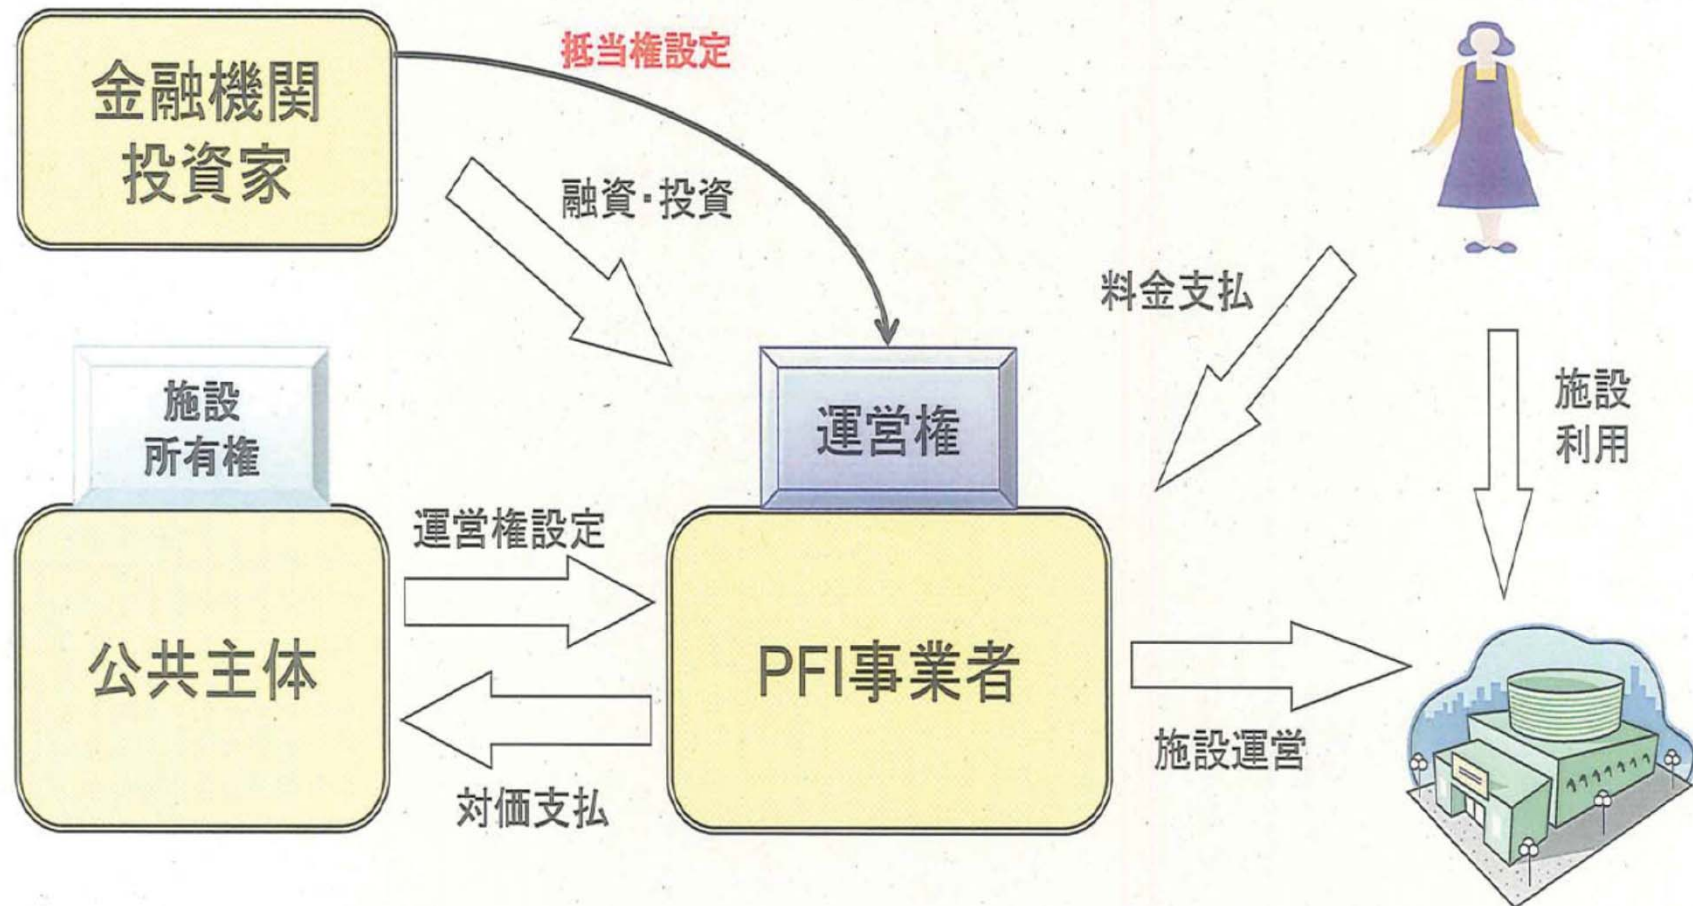 金融機関
投資家
抵当権設定
融資・投資
料金支払
施設
利用
施設
所有権
運営権
運営権設定
公共主体
PFI事業者
対価支払
施設運営